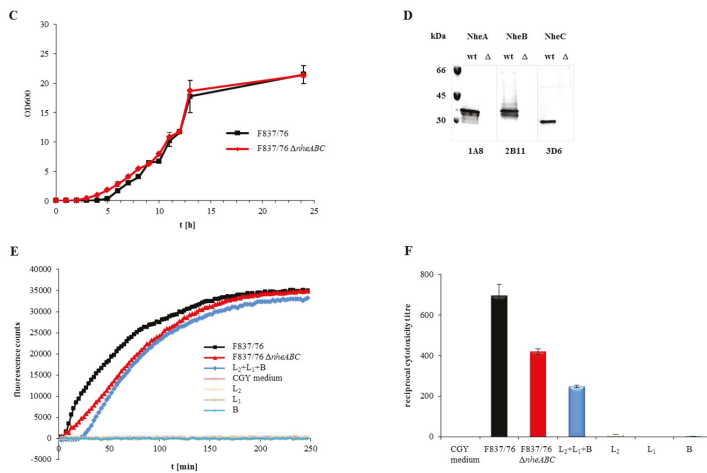 C
30
25
20
15
10
5
0
OD600
F837/76
F837/76 ΔnheABC
0 5 10 15 20 25
t [h]
D
kDa NheA NheB NheC
wt Δ wt Δ wt Δ
66
45
30
1A8 2B11 3D6
E
40000
35000
30000
25000
20000
15000
10000
5000
0
-5000
fluorescence counts
F837/76
F837/76 ΔnheABC
L2+L1+B
CGY medium
L2
L1
B
0 50 100 150 200 250
t [min]
F
800
600
400
200
0
reciprocal cytotoxicity titre
CGY F837/76 F837/76 L2+L1+B L2 L1 B
medium ΔnheABC